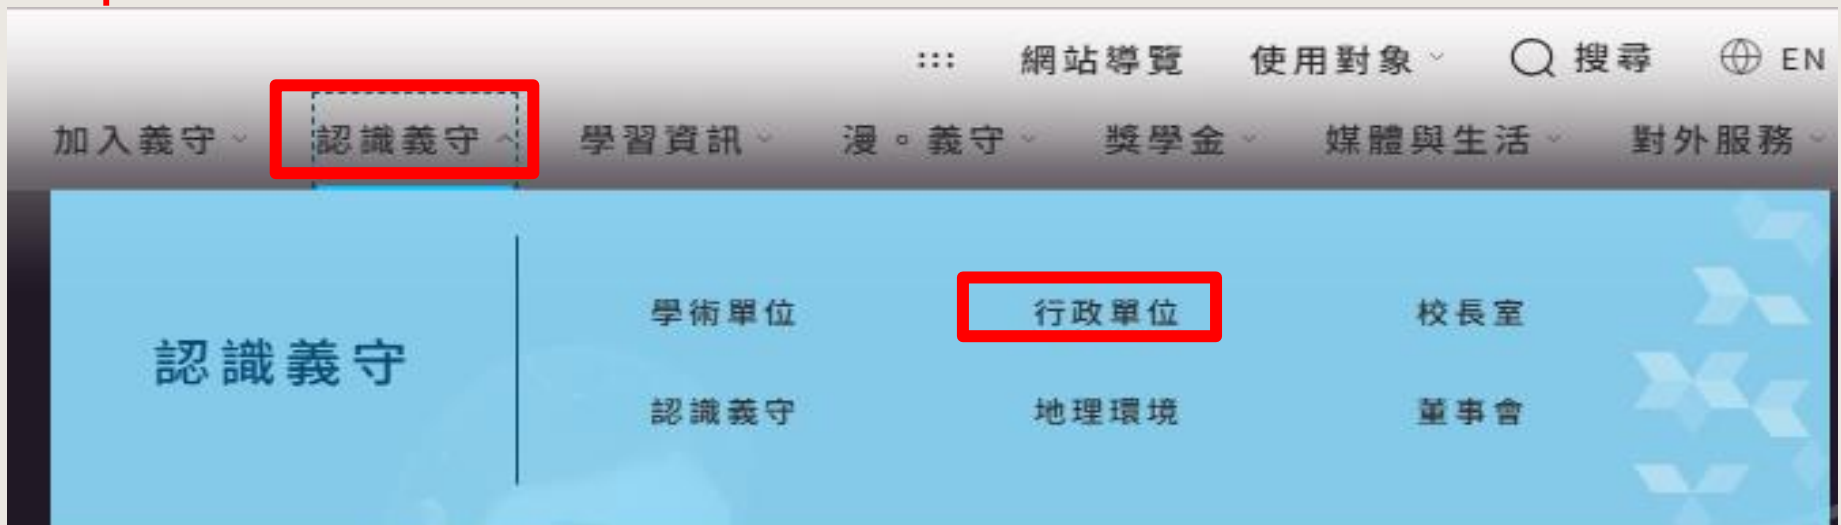 ::: 網站導覽 使用對象 搜尋 EN
加入義守 認識義守 學習資訊 漫。義守 獎學金 媒體與生活 對外服務
認識義守
學術單位 行政單位 校長室
認識義守 地理環境 董事會